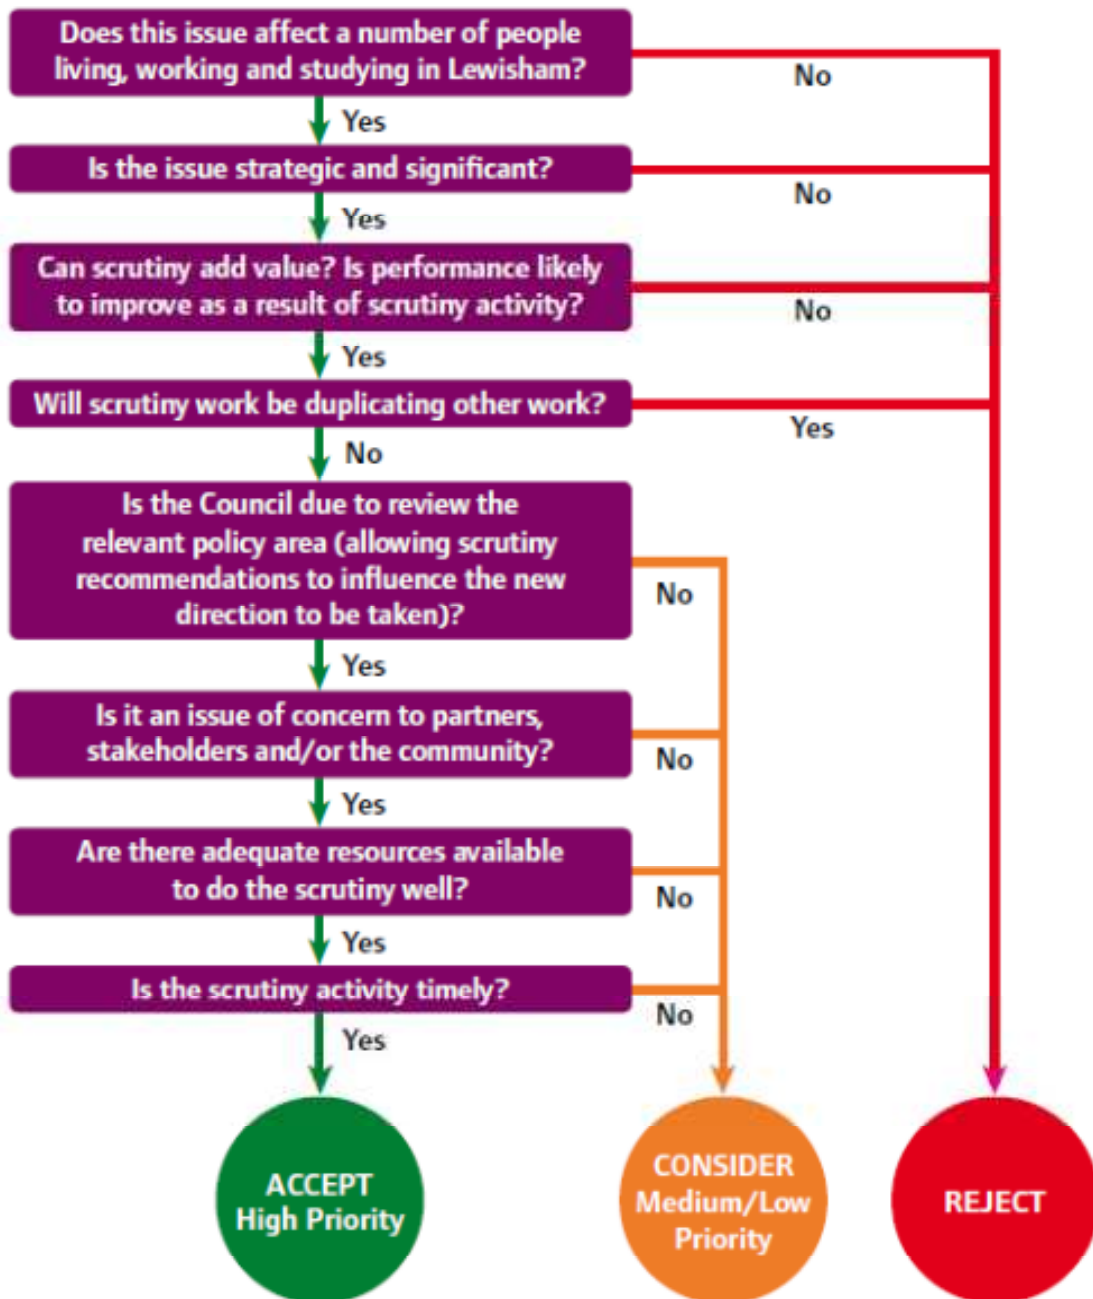 Does this issue affect a number of people
living, working and studying in Lewisham?
No
Yes
Is the issue strategic and significant?
No
Yes
Can scrutiny add value? Is performance likely
to improve as a result of scrutiny activity?
No
Yes
Will scrutiny work be duplicating other work?
Yes
No
Is the Council due to review the
relevant policy area (allowing scrutiny
recommendations to influence the new
direction to be taken)?
No
Yes
Is it an issue of concern to partners,
stakeholders and/or the community?
No
Yes
Are there adequate resources available
to do the scrutiny well?
No
Yes
Is the scrutiny activity timely?
No
Yes
ACCEPT
High Priority
CONSIDER
Medium/Low
Priority
REJECT